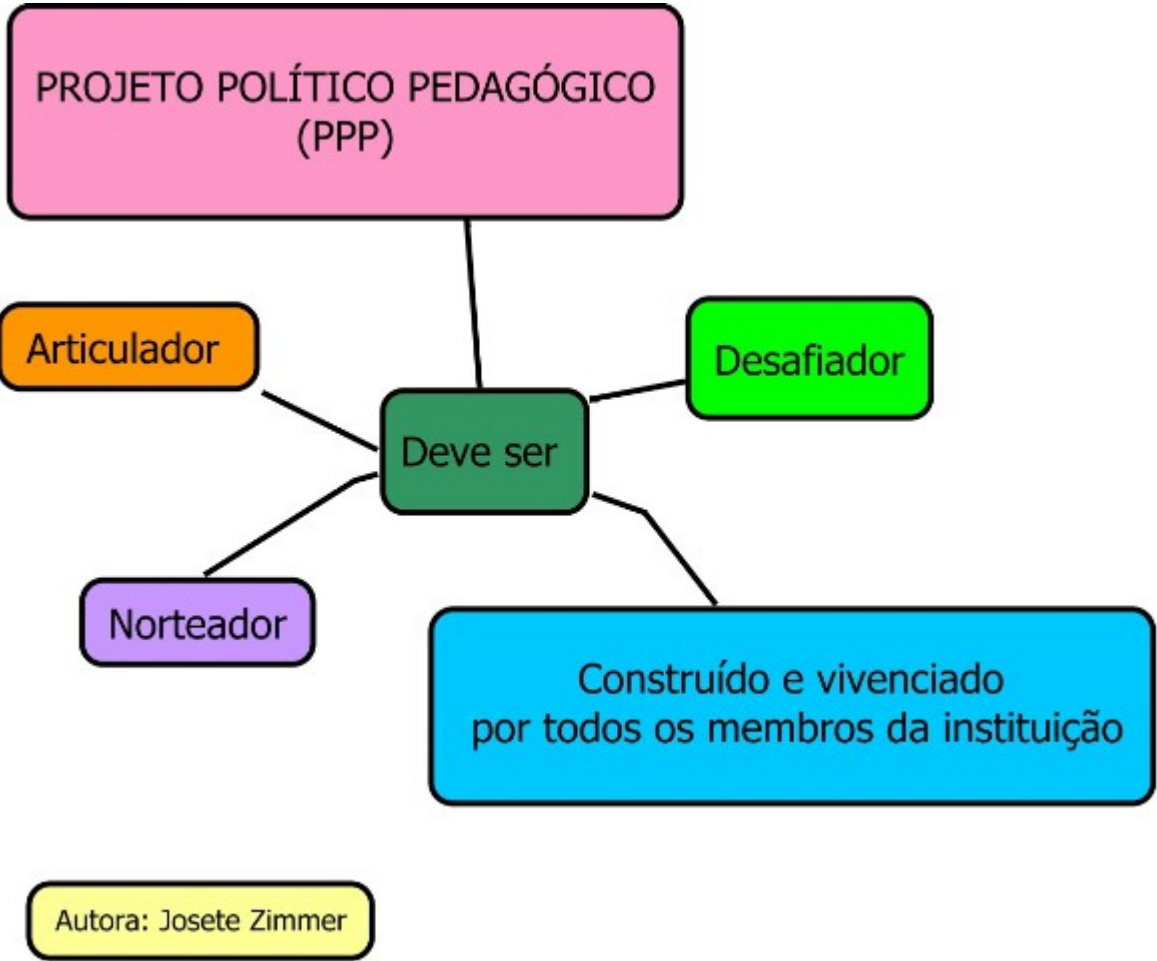 PROJETO POLÍTICO PEDAGÓGICO
(PPP)
Articulador
Desafiador
Deve ser
Norteador
Construído e vivenciado
por todos os membros da instituição
Autora: Josete Zimmer